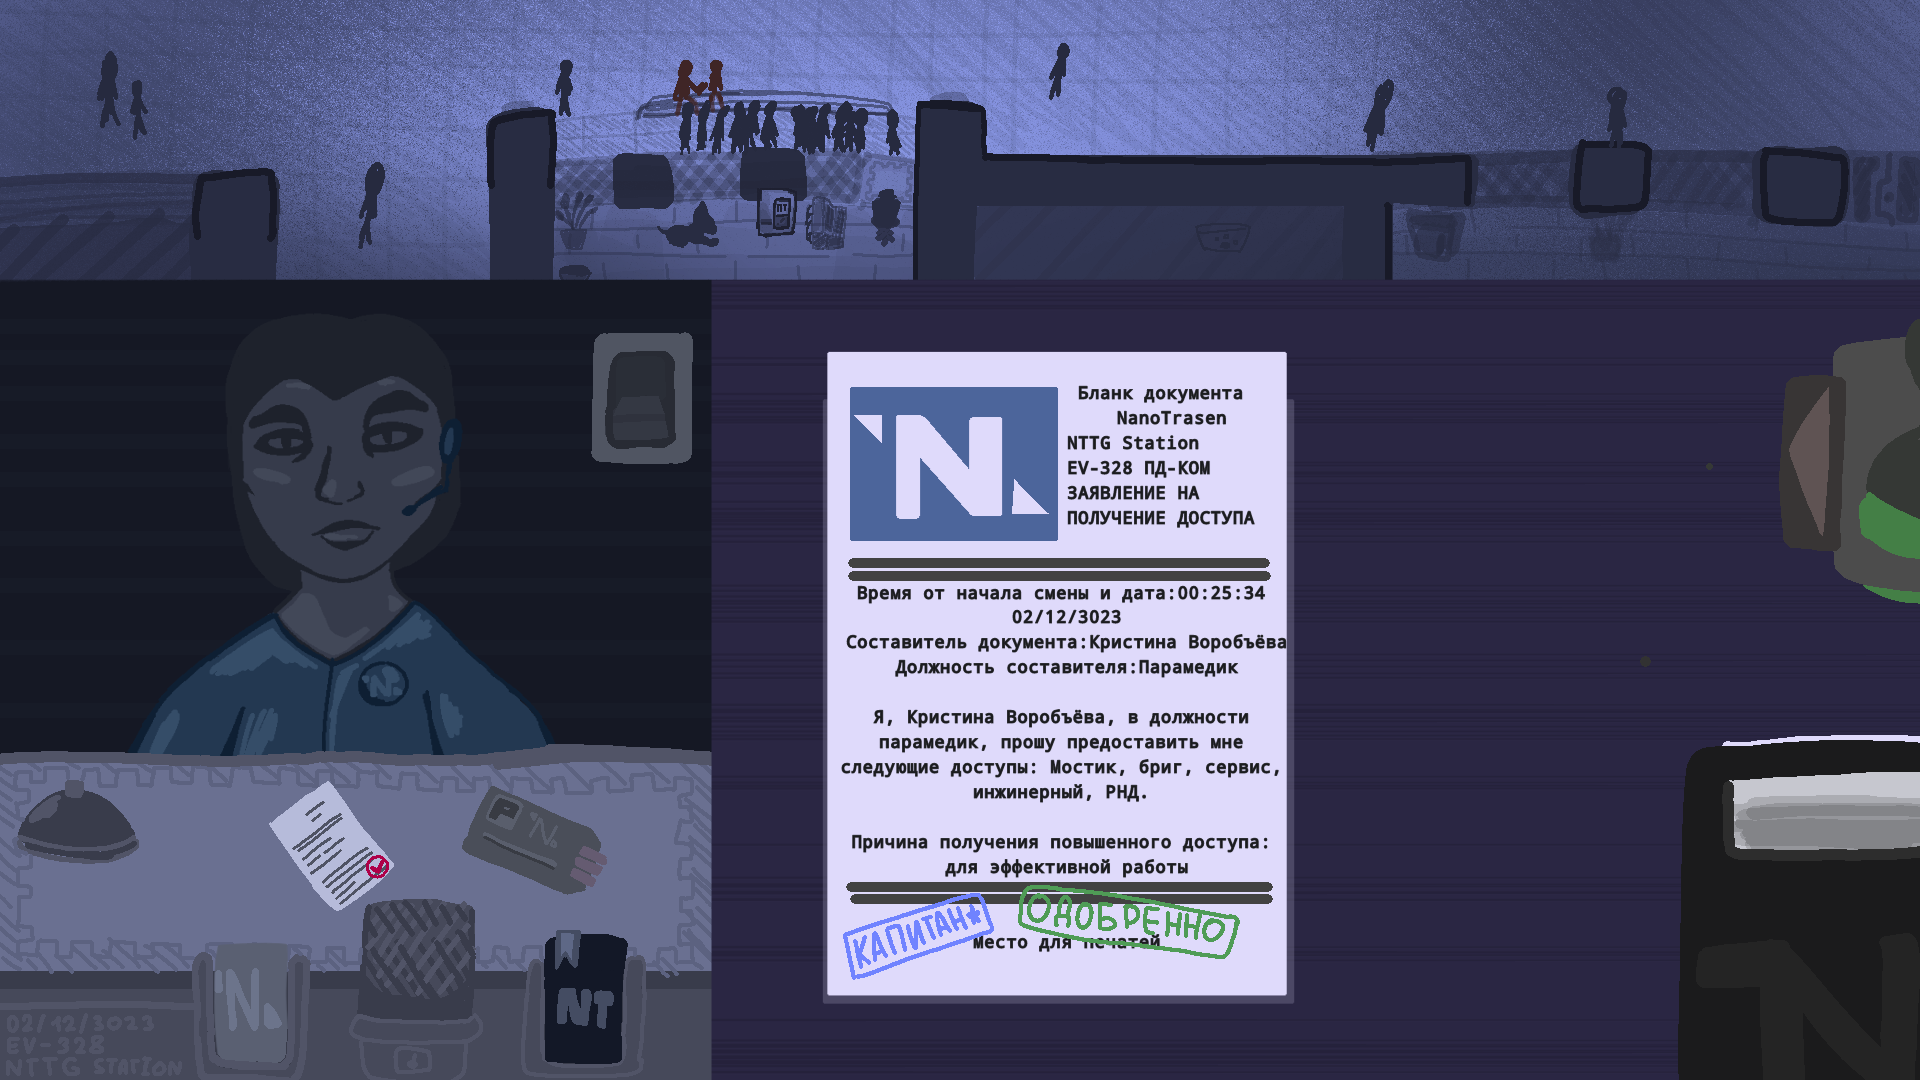 NT
N.
Бланк документа
NanoTrasen
NTTG Station
EV-328 ПД-КОМ
ЗАЯВЛЕНИЕ НА
ПОЛУЧЕНИЕ ДОСТУПА
Время от начала смены и дата:00:25:34
02/12/3023
Составитель документа:Кристина Воробъёва
Должность составителя:Парамедик
Я, Кристина Воробъёва, в должности
парамедик, прошу предоставить мне
следующие доступы: Мостик, бриг, сервис,
инжинерный, РНД.
Причина получения повышенного доступа:
для эффективной работы
КАПИТАН*
ОДОБРЕННО
Место для печатей
N.
N.
P
N.
NT
02/12/3023
EV-328
NTTG STATION
N